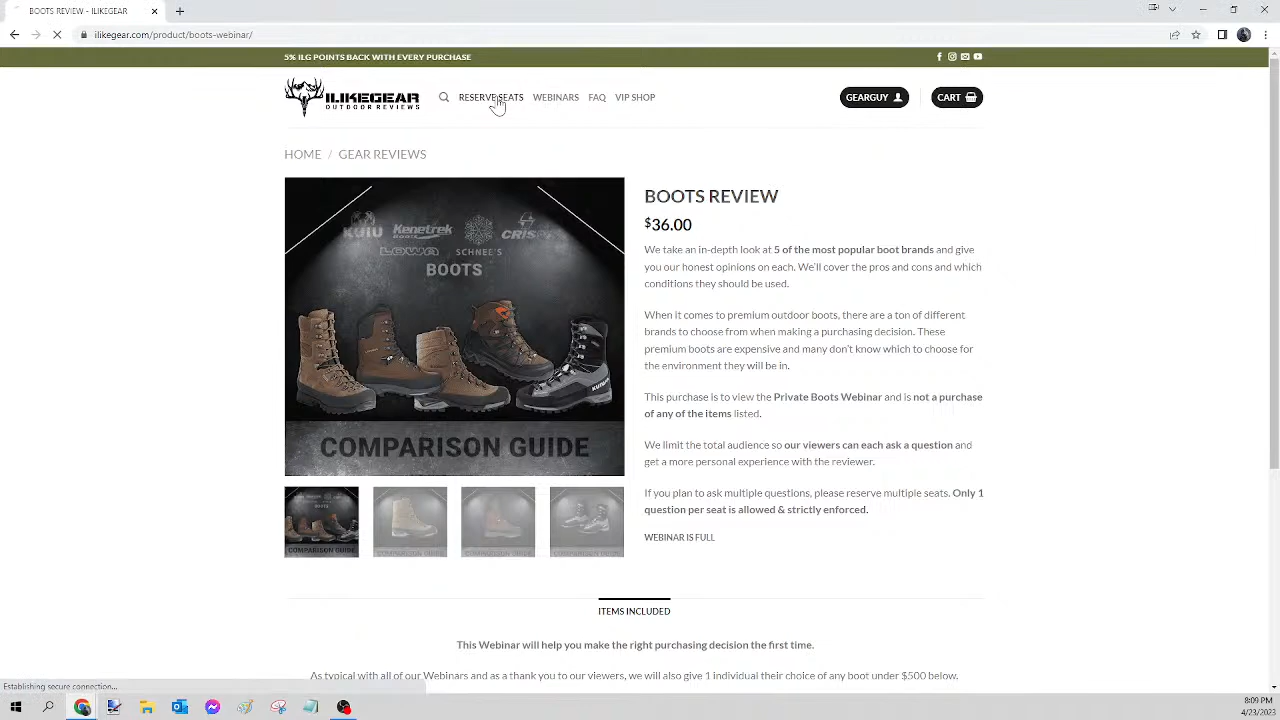 BOOTS REVIEW - ILIKEGEAR
ilikegear.com/product/boots-webinar/
5% ILG POINTS BACK WITH EVERY PURCHASE
ILIKEGEAR
OUTDOOR REVIEWS
RESERVE SEATS
WEBINARS
FAQ
VIP SHOP
GEARGUY
CART
HOME / GEAR REVIEWS
KUIU
Kenetrek
BOOTS
CRISPI
LOWA
SCHNEE'S
BOOTS
KUIU
COMPARISON GUIDE
COMPARISON GUIDE
BOOTS REVIEW
$36.00
We take an in-depth look at 5 of the most popular boot brands and give
you our honest opinions on each. We'll cover the pros and cons and which
conditions they should be used.
When it comes to premium outdoor boots, there are a ton of different
brands to choose from when making a purchasing decision. These
premium boots are expensive and many don't know which to choose for
the environment they will be in.
This purchase is to view the Private Boots Webinar and is not a purchase
of any of the items listed.
We limit the total audience so our viewers can each ask a question and
get a more personal experience with the reviewer.
If you plan to ask multiple questions, please reserve multiple seats. Only 1
question per seat is allowed & strictly enforced.
WEBINAR IS FULL
ITEMS INCLUDED
This Webinar will help you make the right purchasing decision the first time.
As typical with all of our Webinars and as a thank you to our viewers, we will also give 1 individual their choice of any boot under $500 below.
Establishing secure connection...
8:09 PM
4/23/2023